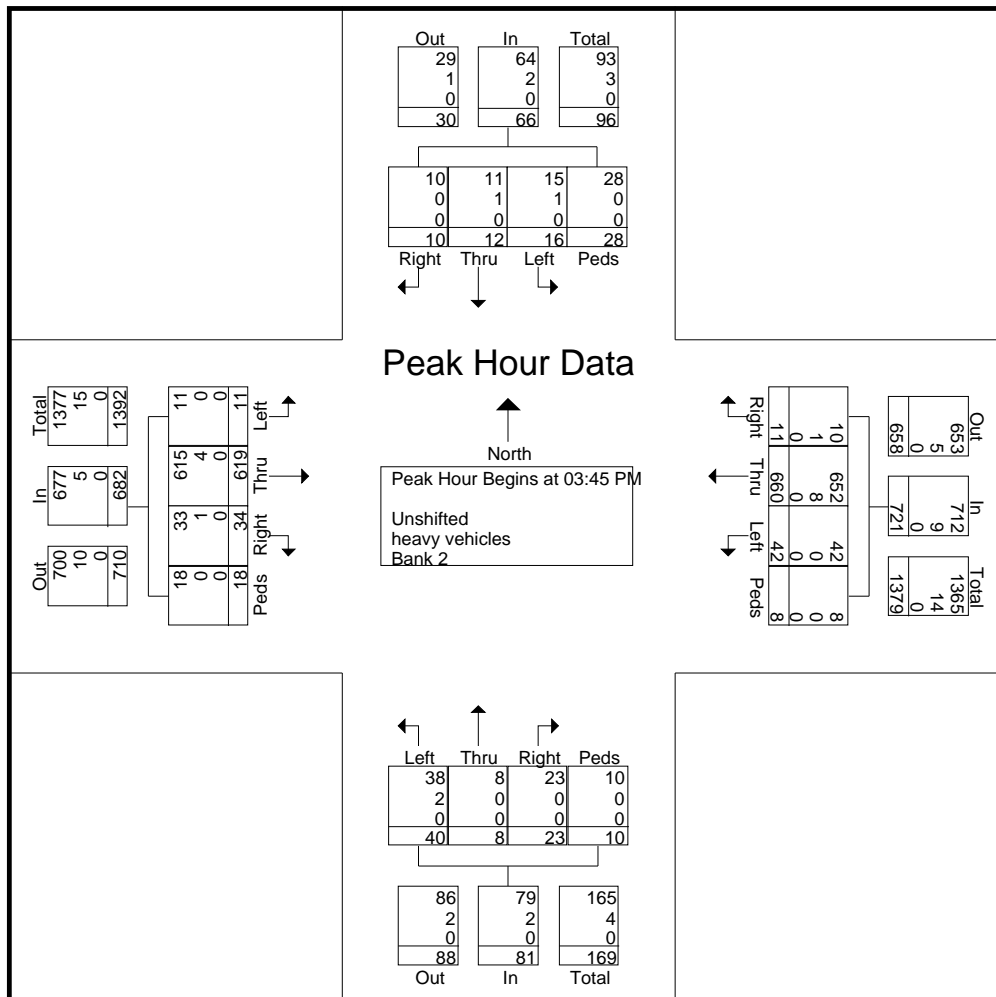 Out In Total
29 64 93
1 2 3
0 0 0
30 66 96
10 11 15 28
0 1 1 0
0 0 0 0
10 12 16 28
Right Thru Left Peds
Peak Hour Data
North
Peak Hour Begins at 03:45 PM
Unshifted
heavy vehicles
Bank 2
Total
1377
15
0
1392
In
677
5
0
682
Out
700
10
0
710
11
0
0
11
Left
615
4
0
619
Thru
33
1
0
34
Right
18
0
0
18
Peds
Right
10
1
0
11
Thru
652
8
0
660
Left
42
0
0
42
Peds
8
0
0
8
Out
653
5
0
658
In
712
9
0
721
Total
1365
14
0
1379
Left Thru Right Peds
38 8 23 10
2 0 0 0
0 0 0 0
40 8 23 10
86 79 165
2 2 4
0 0 0
88 81 169
Out In Total